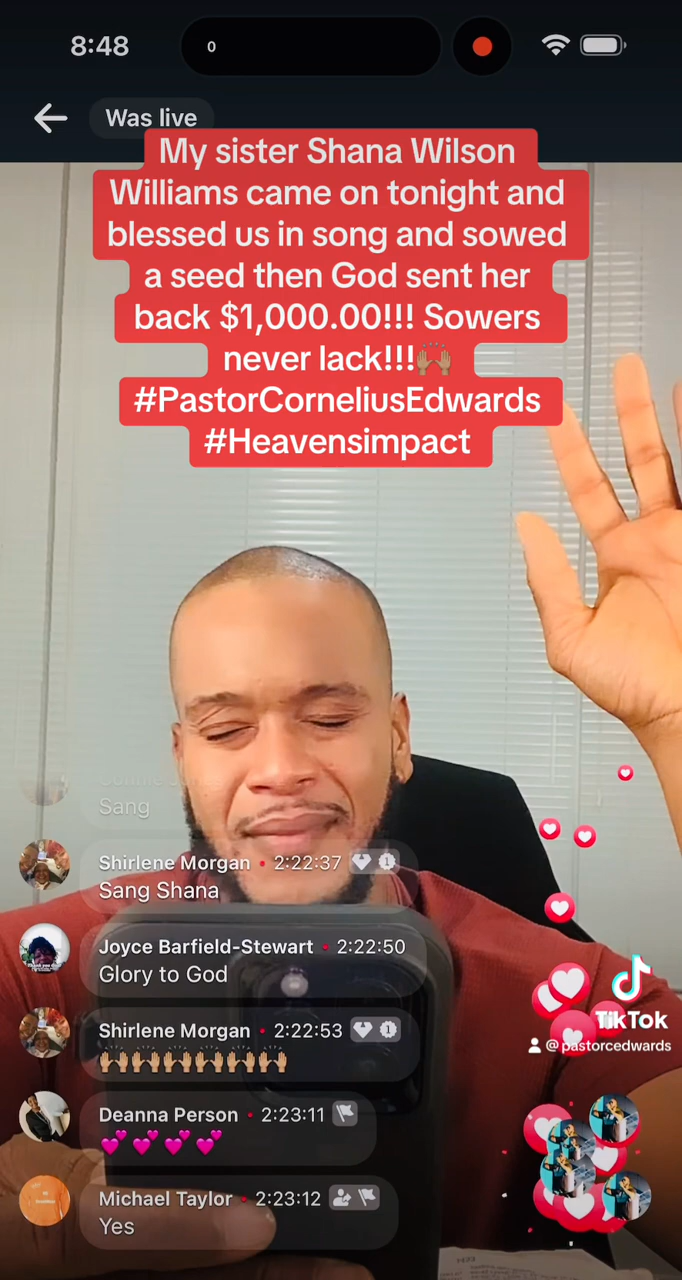 8:48
0
Was live
My sister Shana Wilson
Williams came on tonight and
blessed us in song and sowed
a seed then God sent her
back $1,000.00!!! Sowers
never lack!!!🙌🏽
#PastorCorneliusEdwards
#Heavensimpact
Sang
Shirlene Morgan • 2:22:37 1
Sang Shana
Joyce Barfield-Stewart • 2:22:50
Glory to God
Shirlene Morgan • 2:22:53 1
🙌🏽🙌🏽🙌🏽🙌🏽🙌🏽🙌🏽
Deanna Person • 2:23:11
💕💕💕💕
Michael Taylor • 2:23:12
Yes
TikTok
@pastorcedwards